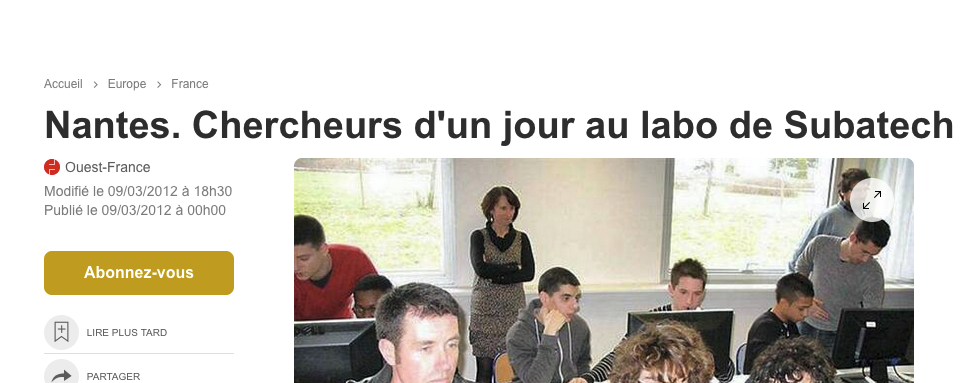 Accueil > Europe > France
Nantes. Chercheurs d'un jour au labo de Subatech
Ouest-France
Modifié le 09/03/2012 à 18h30
Publié le 09/03/2012 à 00h00
Abonnez-vous
LIRE PLUS TARD
PARTAGER